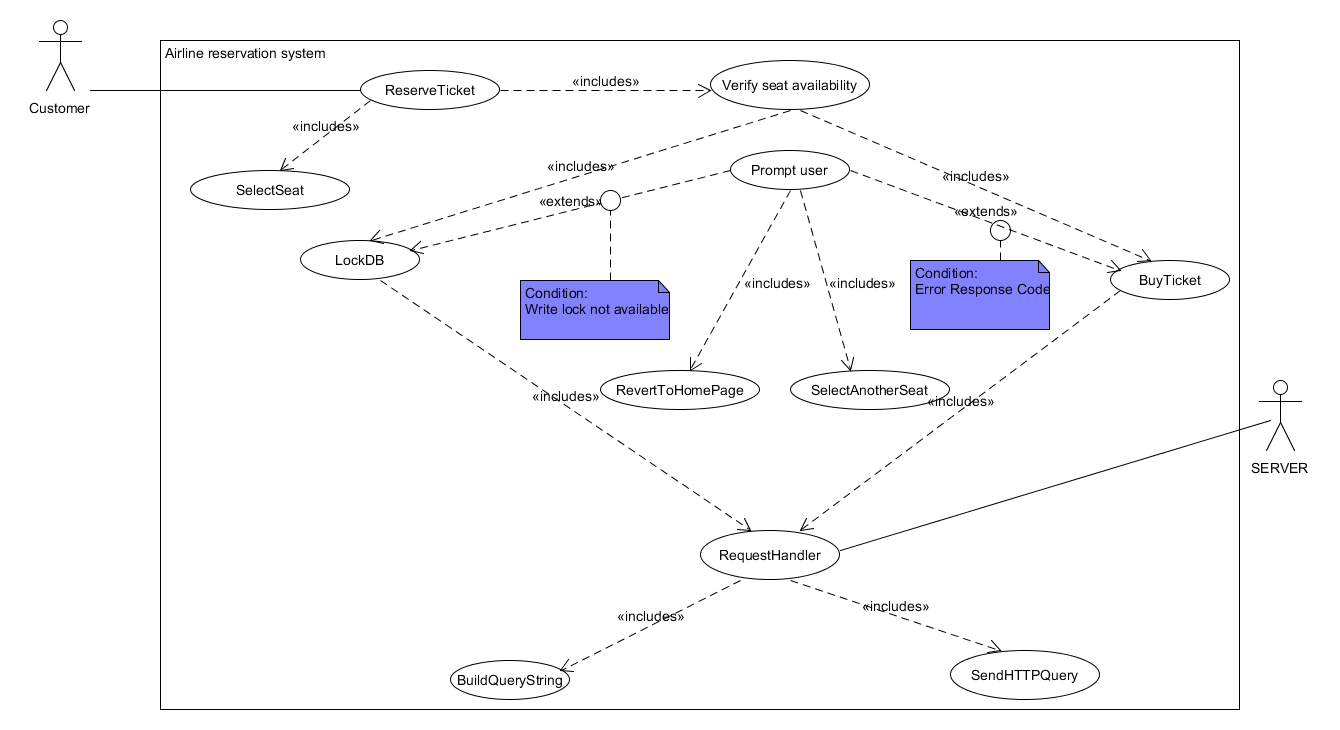 Airline reservation system
Customer
ReserveTicket
«includes»
Verify seat availability
«includes»
SelectSeat
«includes»
Prompt user
«includes»
«extends»
«extends»
LockDB
Condition:
Write lock not available
«includes»
«includes»
Condition:
Error Response Code
BuyTicket
RevertToHomePage
SelectAnotherSeat
«includes»
«includes»
SERVER
RequestHandler
«includes»
«includes»
BuildQueryString
SendHTTPQuery